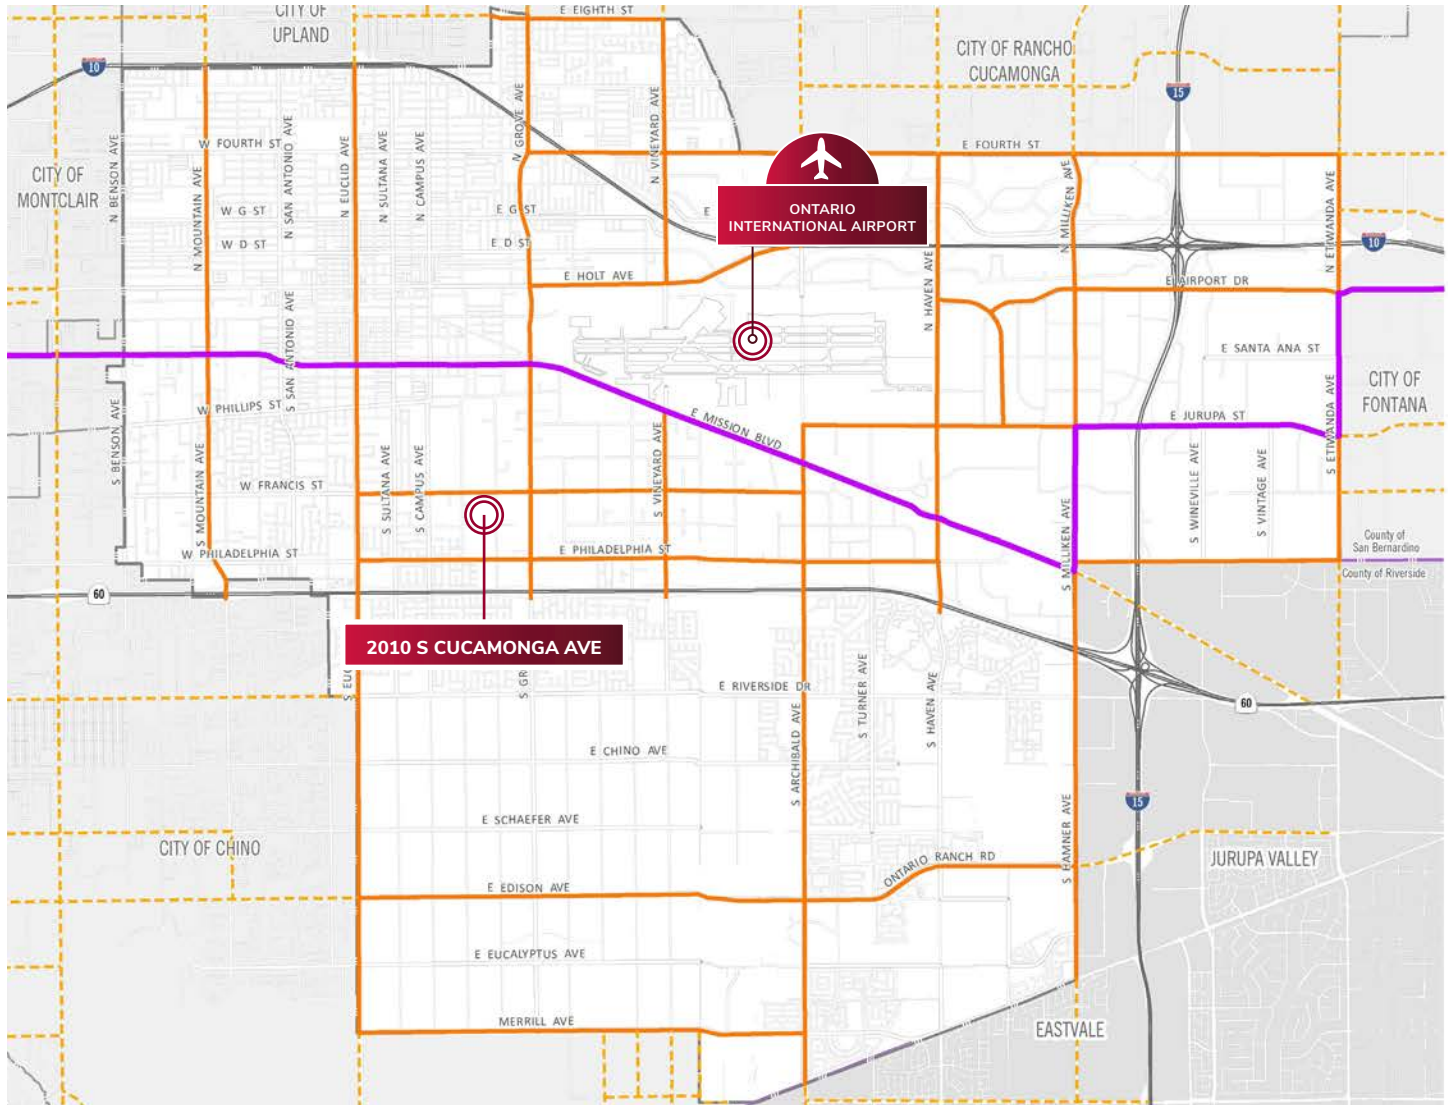 CITY OF
UPLAND
E EIGHTH ST
CITY OF RANCHO
CUCAMONGA
10
15
N GROVE AVE
N VINEYARD AVE
W FOURTH ST
E FOURTH ST
CITY OF
MONTCLAIR
N BENSON AVE
N MOUNTAIN AVE
N SAN ANTONIO AVE
N EUCLID AVE
N SULTANA AVE
N CAMPUS AVE
N MILLIKEN AVE
N ETIWANDA AVE
ONTARIO
INTERNATIONAL AIRPORT
W G ST
E G ST
E
W D ST
E D ST
10
E HOLT AVE
N HAVEN AVE
E AIRPORT DR
S SAN ANTONIO AVE
E SANTA ANA ST
CITY OF
FONTANA
W PHILLIPS ST
E MISSION BLVD
E JURUPA ST
S BENSON AVE
S MOUNTAIN AVE
S SULTANA AVE
S CAMPUS AVE
S VINEYARD AVE
S WINEVILLE AVE
S VINTAGE AVE
S ETIWANDA AVE
W FRANCIS ST
S MILLIKEN AVE
W PHILADELPHIA ST
E PHILADELPHIA ST
County of
San Bernardino
County of Riverside
60
2010 S CUCAMONGA AVE
S EUC
S GR
E RIVERSIDE DR
S ARCHIBALD AVE
S TURNER AVE
S HAVEN AVE
60
E CHINO AVE
15
E SCHAEFER AVE
S HAMNER AVE
CITY OF CHINO
ONTARIO RANCH RD
JURUPA VALLEY
E EDISON AVE
E EUCALYPTUS AVE
MERRILL AVE
EASTVALE